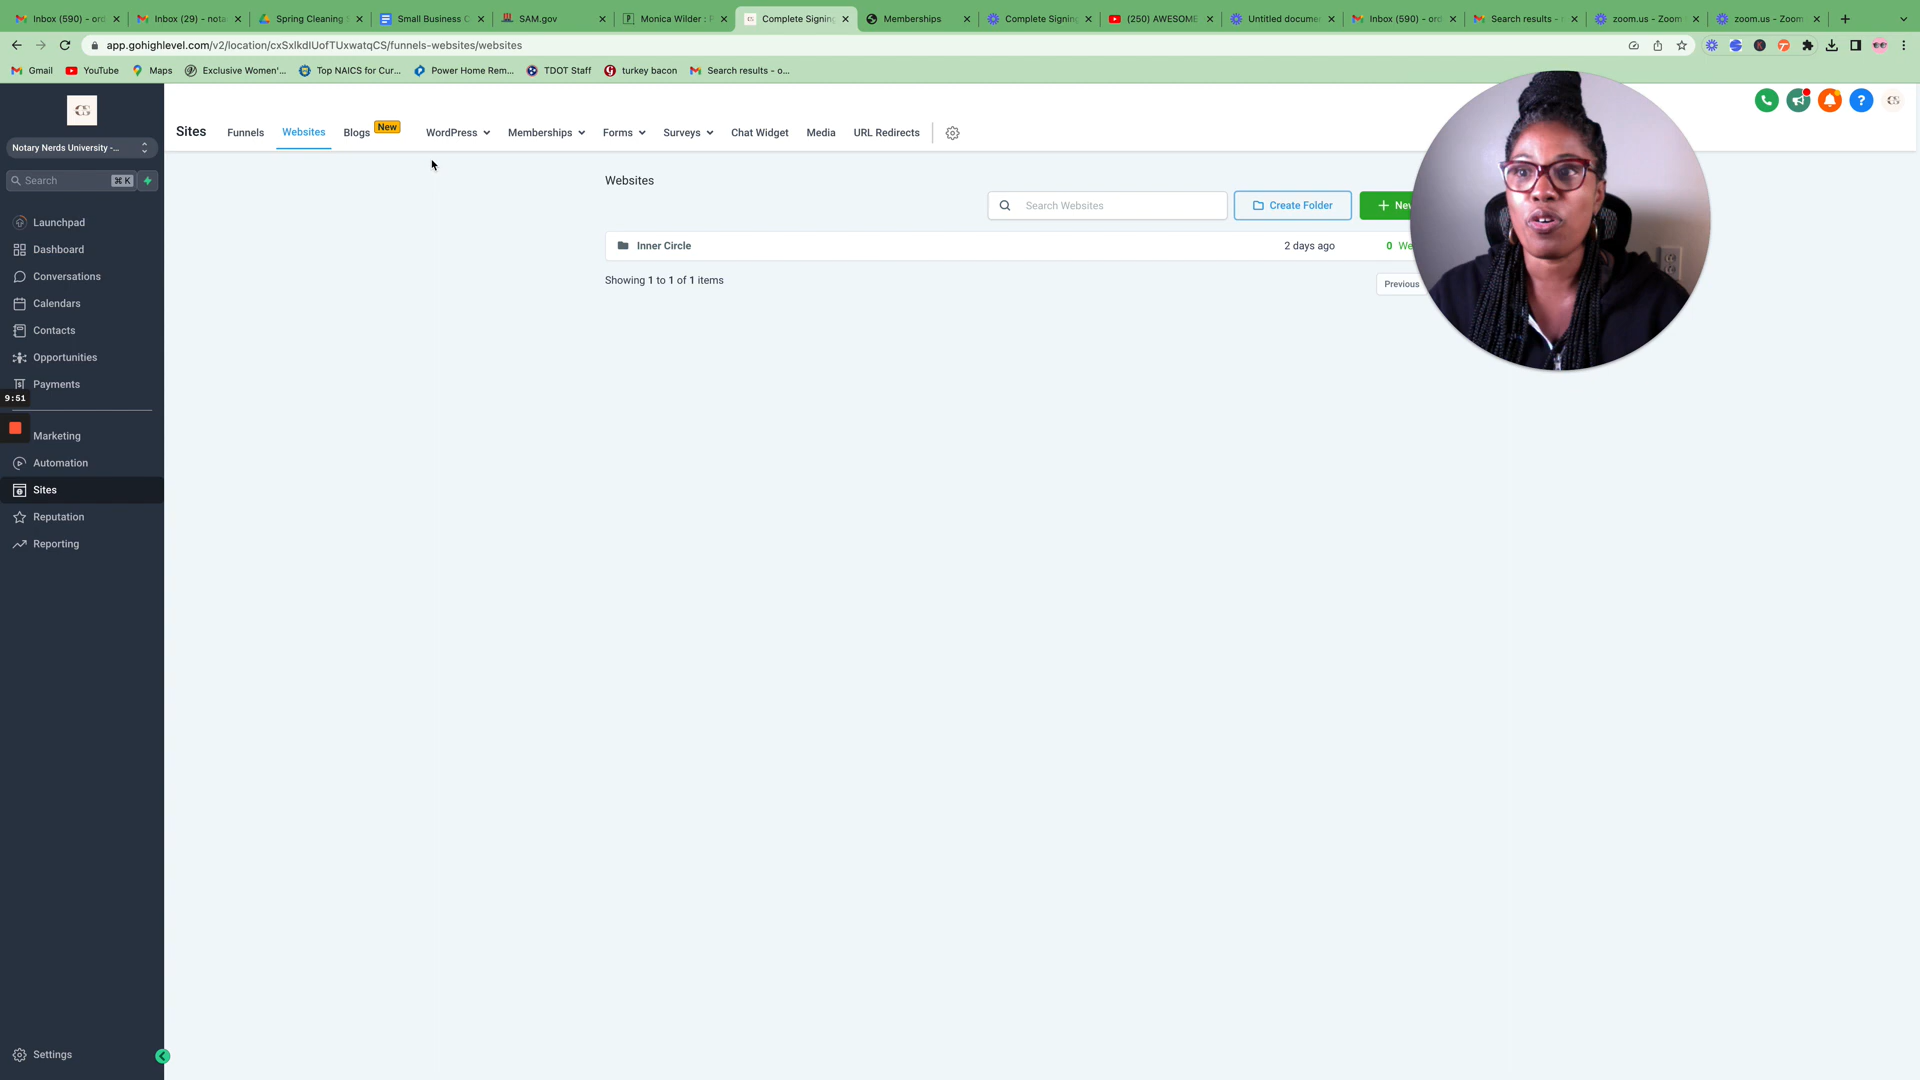 Inbox (590) - ord
Inbox (29) - nota
Spring Cleaning
Small Business C
SAM.gov
Monica Wilder : P
Complete Signing
Memberships
Complete Signing
(250) AWESOME
Untitled docume
Inbox (590) - ord
Search results -
zoom.us - Zoom
zoom.us - Zoom
app.gohighlevel.com/v2/location/cxSxlkdIUofTUxwatqCS/funnels-websites/websites
Gmail
YouTube
Maps
Exclusive Women'...
Top NAICS for Cur...
Power Home Rem...
TDOT Staff
turkey bacon
Search results - o...
CS
Notary Nerds University -...
Search
⌘ K
Launchpad
Dashboard
Conversations
Calendars
Contacts
Opportunities
Payments
9:51
Marketing
Automation
Sites
Reputation
Reporting
Settings
Sites
Funnels
Websites
Blogs
New
WordPress
Memberships
Forms
Surveys
Chat Widget
Media
URL Redirects
CS
Websites
Search Websites
Create Folder
+ New
Inner Circle
2 days ago
0 We
Showing 1 to 1 of 1 items
Previous